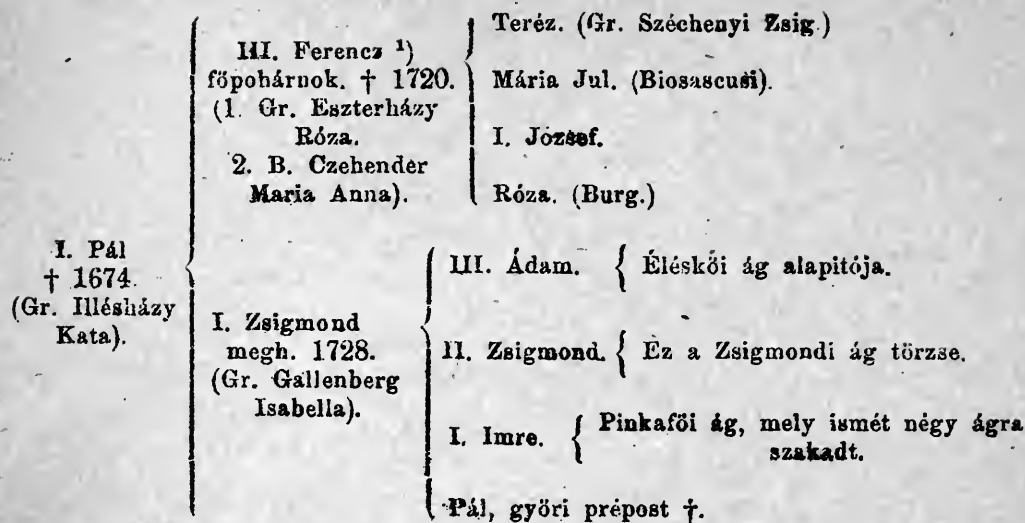 I. Pál
† 1674.
(Gr. Illésházy
Kata).
III. Ferencz ¹)
főpohárnok. † 1720.
(1. Gr. Eszterházy
Róza.
2. B. Czehender
Maria Anna).
Teréz. (Gr. Széchenyi Zsig.)
Mária Jul. (Biosascusi).
I. József.
Róza. (Burg.)
I. Zsigmond
megh. 1728.
(Gr. Gallenberg
Isabella).
III. Ádam.
Éléskői ág alapitója.
II. Zsigmond.
Ez a Zsigmondi ág törzse.
I. Imre.
Pinkafői ág, mely ismét négy ágra
szakadt.
Pál, győri prépost †.